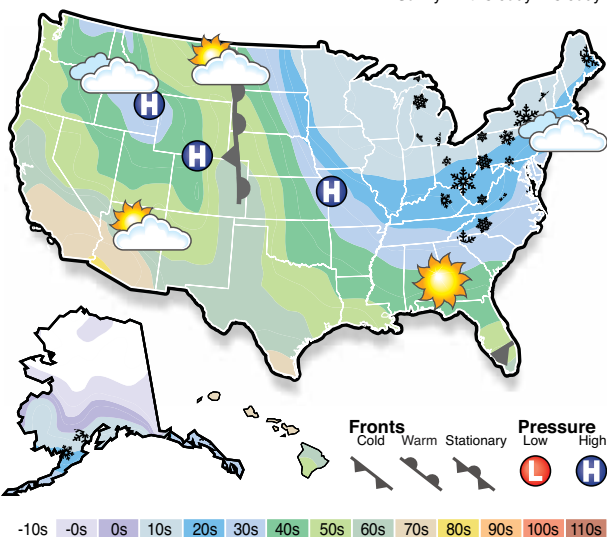 H
H
H
Fronts
Cold Warm Stationary
Pressure
Low High
L H
-10s -0s 0s 10s 20s 30s 40s 50s 60s 70s 80s 90s 100s 110s